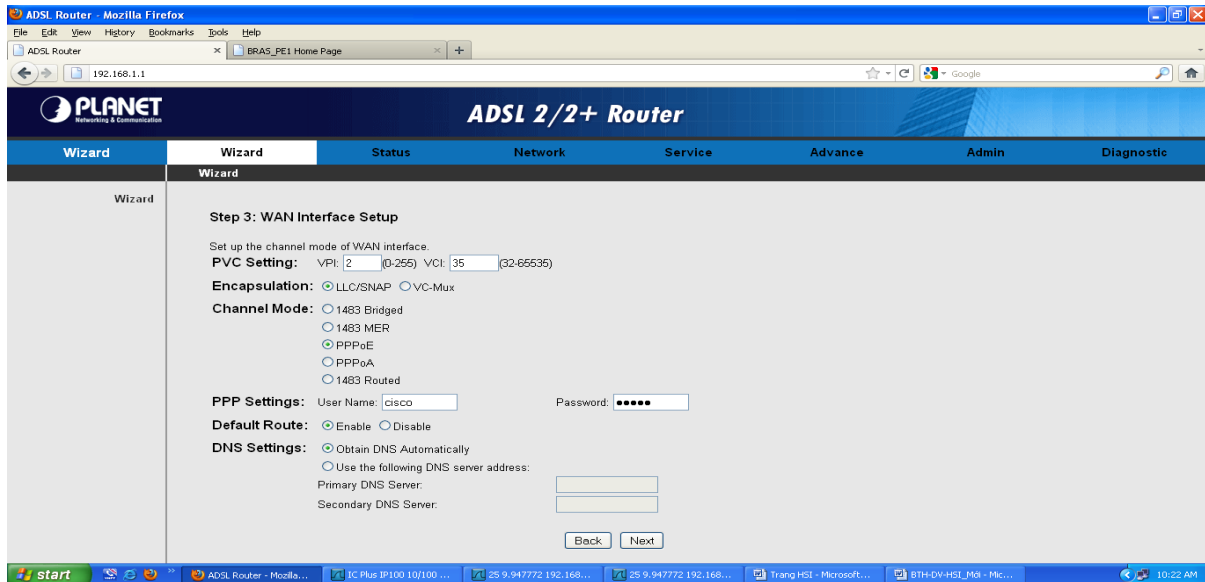 ADSL Router - Mozilla Firefox
File Edit View History Bookmarks Tools Help
ADSL Router × BRAS_PE1 Home Page × +
192.168.1.1 Google
PLANET
Networking & Communication
ADSL 2/2+ Router
Wizard Wizard Status Network Service Advance Admin Diagnostic
Wizard
Wizard
Step 3: WAN Interface Setup
Set up the channel mode of WAN interface.
PVC Setting: VPI: 2 (0-255) VCI: 35 (32-65535)
Encapsulation: LLC/SNAP VC-Mux
Channel Mode: 1483 Bridged
1483 MER
PPPoE
PPPoA
1483 Routed
PPP Settings: User Name: cisco Password: •••••
Default Route: Enable Disable
DNS Settings: Obtain DNS Automatically
Use the following DNS server address:
Primary DNS Server:
Secondary DNS Server:
Back Next
start ADSL Router - Mozilla... IC Plus IP100 10/100 ... 25 9.947772 192.168... 25 9.947772 192.168... Trang HSI - Microsoft... BTH-DV-HSI_Mới - Mic... 10:22 AM